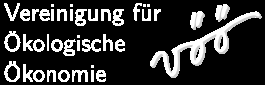 Vereinigung für
Ökologische
Ökonomie
vöö